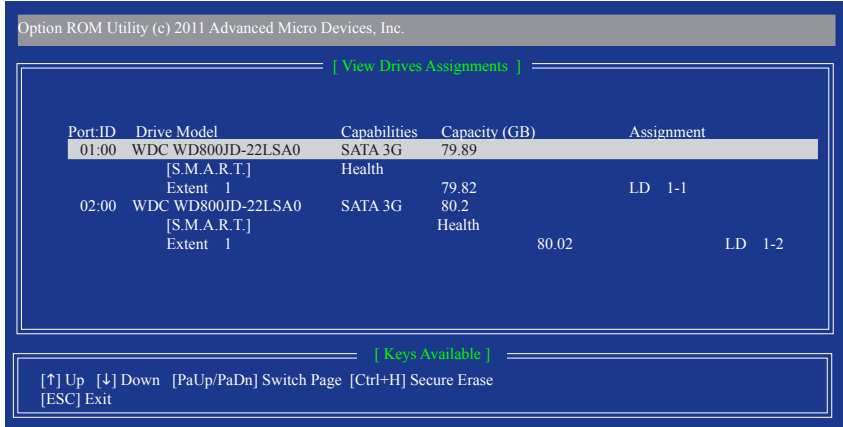 Option ROM Utility (c) 2011 Advanced Micro Devices, Inc.
[ View Drives Assignments ]
Port:ID Drive Model Capabilities Capacity (GB) Assignment
01:00 WDC WD800JD-22LSA0 SATA 3G 79.89
[S.M.A.R.T.] Health
Extent 1 79.82 LD 1-1
02:00 WDC WD800JD-22LSA0 SATA 3G 80.2
[S.M.A.R.T.] Health
Extent 1 80.02 LD 1-2
[ Keys Available ]
[↑] Up [↓] Down [PaUp/PaDn] Switch Page [Ctrl+H] Secure Erase
[ESC] Exit